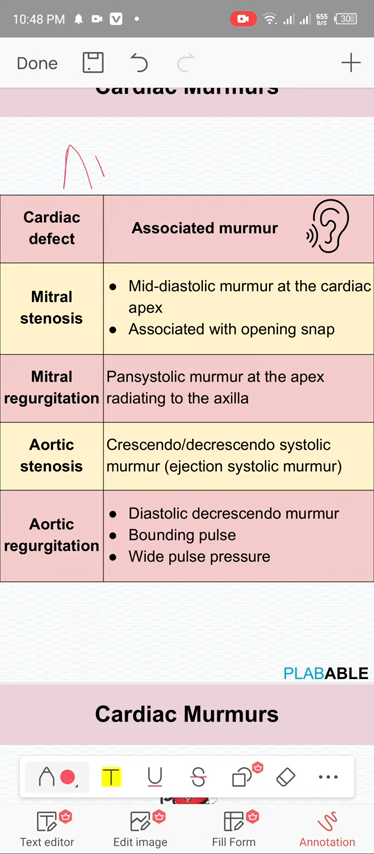 10:48 PM
655
B/S
30
Done
Cardiac Murmurs
Cardiac defect
Associated murmur
Mitral stenosis
● Mid-diastolic murmur at the cardiac
apex
● Associated with opening snap
Mitral regurgitation
Pansystolic murmur at the apex
radiating to the axilla
Aortic stenosis
Crescendo/decrescendo systolic
murmur (ejection systolic murmur)
Aortic regurgitation
● Diastolic decrescendo murmur
● Bounding pulse
● Wide pulse pressure
PLABABLE
Cardiac Murmurs
T
U
S
Text editor
Edit image
Fill Form
Annotation